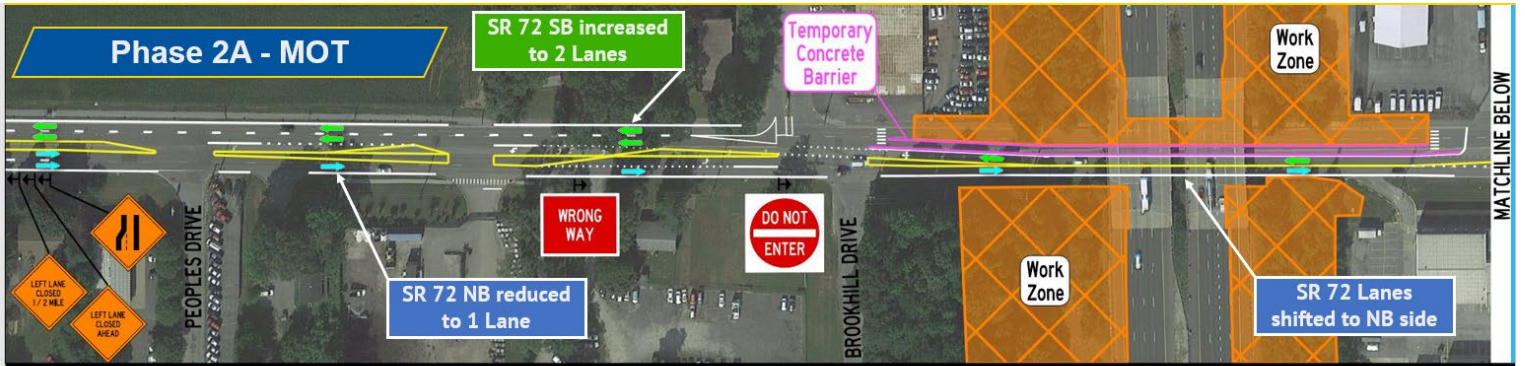 Phase 2A - MOT
SR 72 SB increased
to 2 Lanes
Temporary
Concrete
Barrier
Work
Zone
MATCHLINE BELOW
LEFT LANE
CLOSED
1/2 MILE
LEFT LANE
CLOSED
AHEAD
PEOPLES DRIVE
SR 72 NB reduced
to 1 Lane
WRONG
WAY
DO NOT
ENTER
BROOKHILL DRIVE
Work
Zone
SR 72 Lanes
shifted to NB side